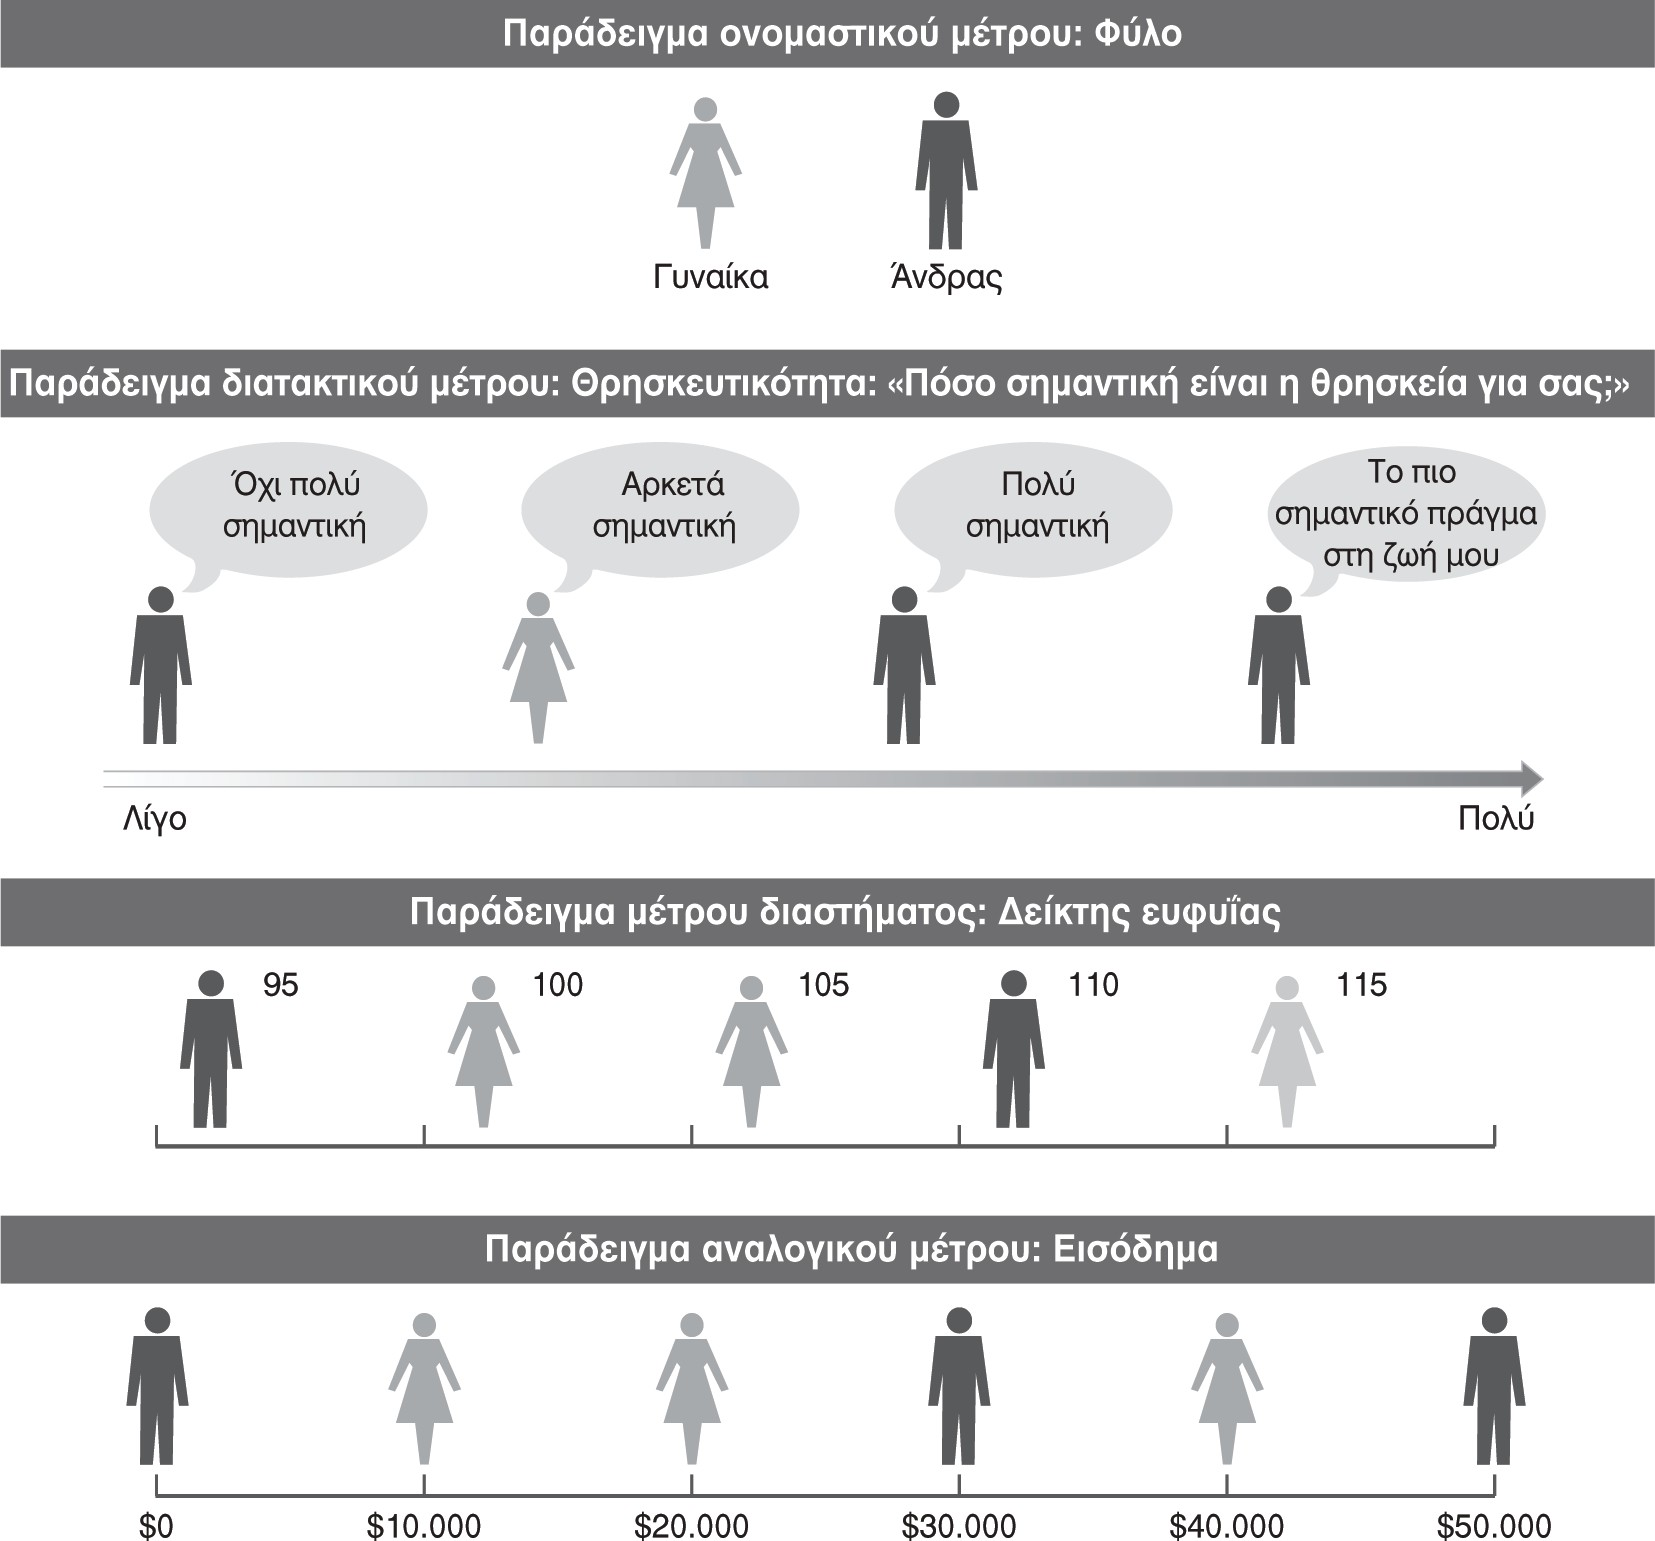 Παράδειγμα ονομαστικού μέτρου: Φύλο
Γυναίκα
Άνδρας
Παράδειγμα διατακτικού μέτρου: Θρησκευτικότητα: «Πόσο σημαντική είναι η θρησκεία για σας;»
Όχι πολύ
σημαντική
Αρκετά
σημαντική
Πολύ
σημαντική
Το πιο
σημαντικό πράγμα
στη ζωή μου
Λίγο
Πολύ
Παράδειγμα μέτρου διαστήματος: Δείκτης ευφυΐας
95
100
105
110
115
Παράδειγμα αναλογικού μέτρου: Εισόδημα
$0
$10.000
$20.000
$30.000
$40.000
$50.000